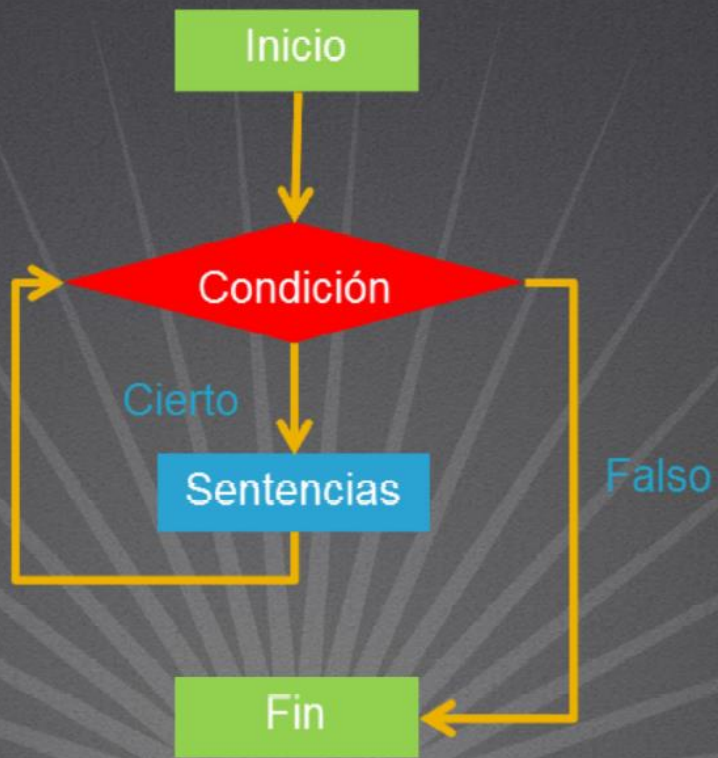 Inicio
Condición
Cierto
Sentencias
Falso
Fin